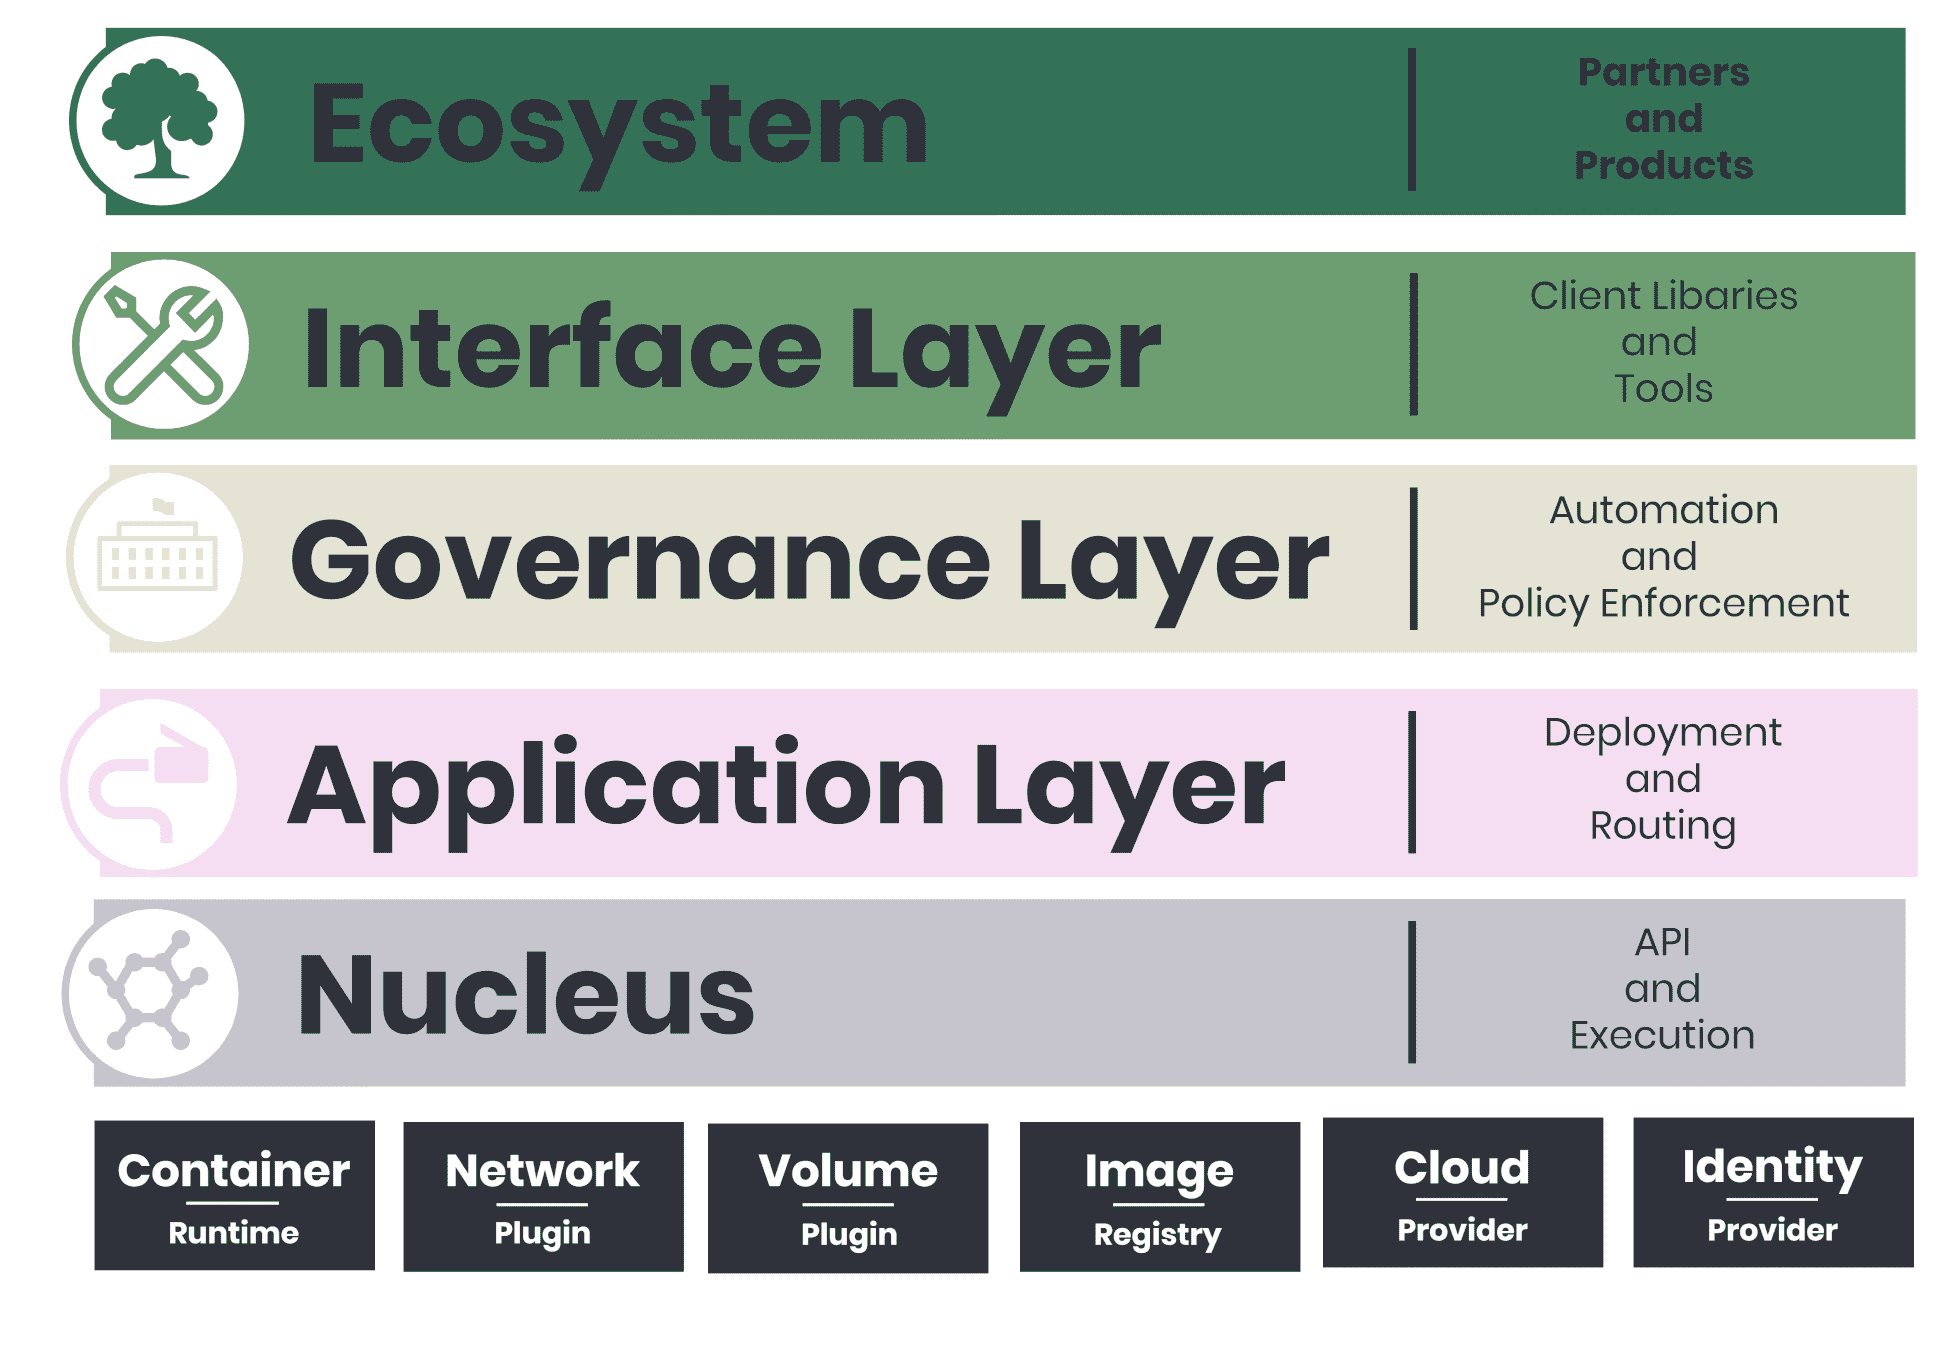 Ecosystem
Partners
and
Products
Interface Layer
Client Libaries
and
Tools
Governance Layer
Automation
and
Policy Enforcement
Application Layer
Deployment
and
Routing
Nucleus
API
and
Execution
Container
Runtime
Network
Plugin
Volume
Plugin
Image
Registry
Cloud
Provider
Identity
Provider